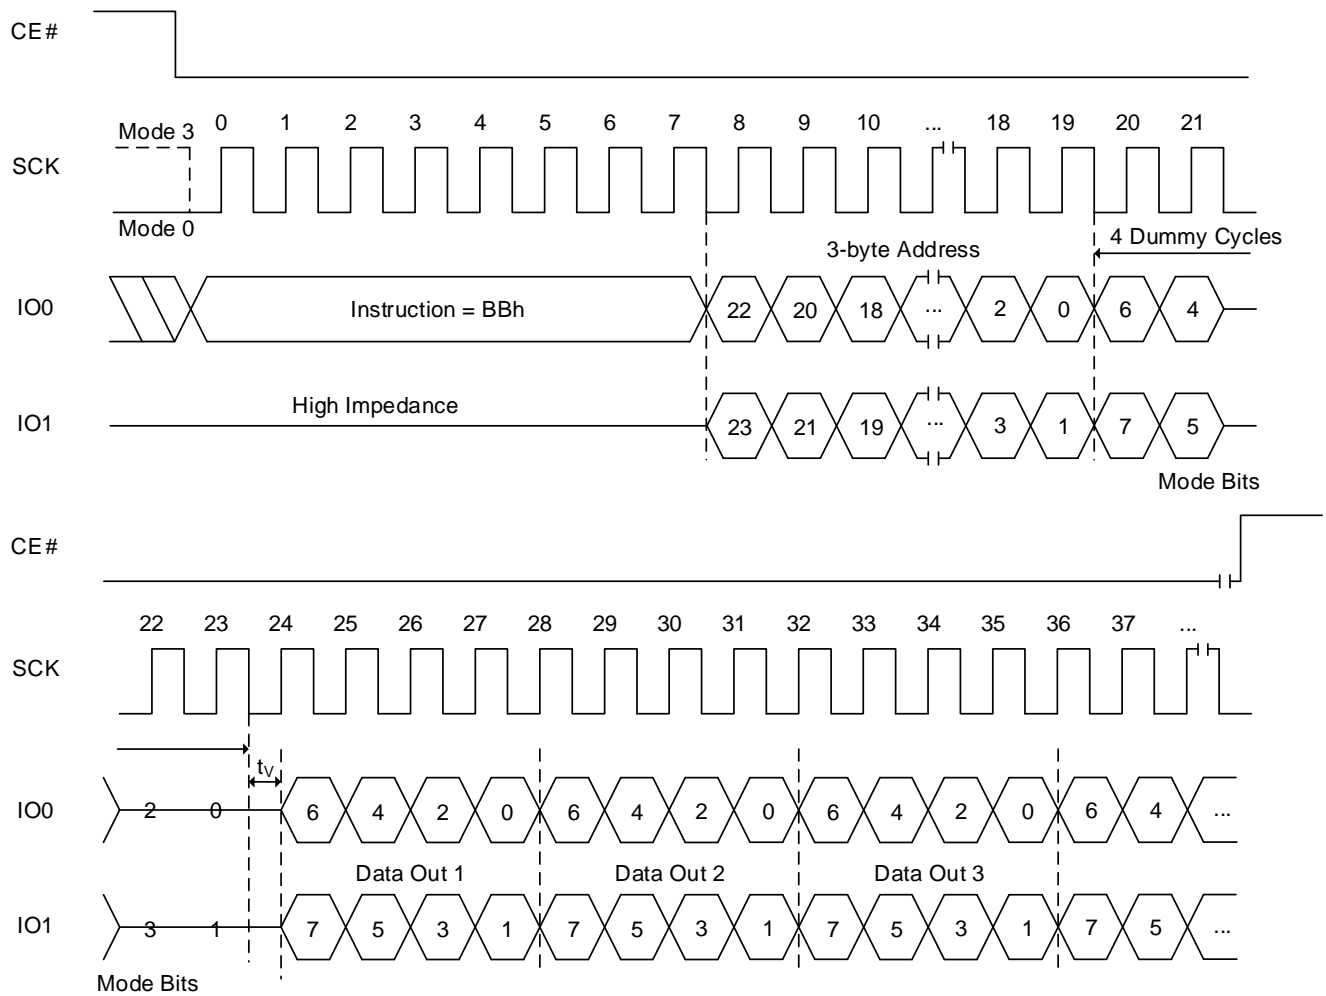 CE#
Mode 3 0 1 2 3 4 5 6 7 8 9 10 ... 18 19 20 21
SCK
Mode 0
3-byte Address 4 Dummy Cycles
IO0 Instruction = BBh 22 20 18 ... 2 0 6 4
High Impedance
IO1 23 21 19 ... 3 1 7 5
Mode Bits
CE#
22 23 24 25 26 27 28 29 30 31 32 33 34 35 36 37 ...
SCK
tV
IO0 2 0 6 4 2 0 6 4 2 0 6 4 2 0 6 4 ...
Data Out 1 Data Out 2 Data Out 3
IO1 3 1 7 5 3 1 7 5 3 1 7 5 3 1 7 5 ...
Mode Bits